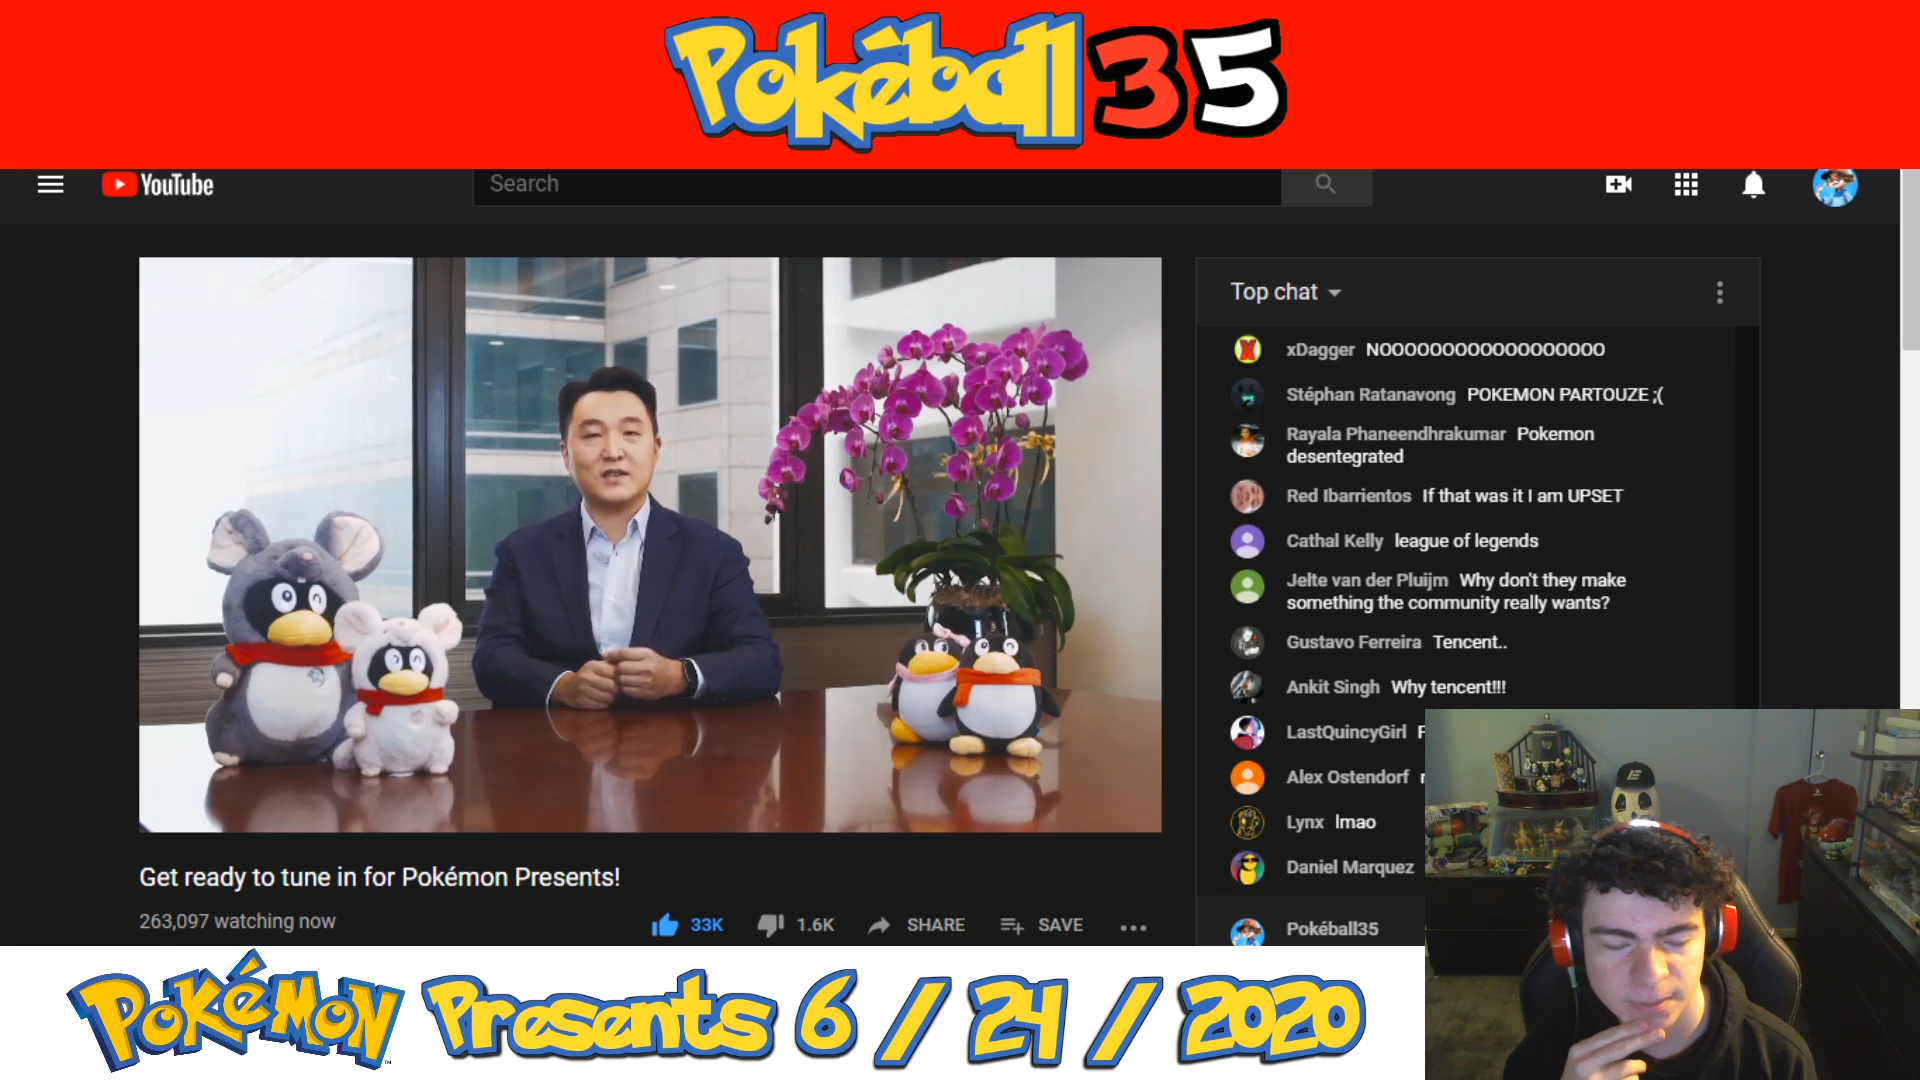 Pokéball 35
YouTube
Search
Top chat
xDagger NOOOOOOOOOOOOOOOOOO
Stéphan Ratanavong POKEMON PARTOUZE ;(
Rayala Phaneendhrakumar Pokemon
desentegrated
Red Ibarrientos If that was it I am UPSET
Cathal Kelly league of legends
Jelte van der Pluijm Why don't they make
something the community really wants?
Gustavo Ferreira Tencent..
Ankit Singh Why tencent!!!
LastQuincyGirl
Alex Ostendorf
Lynx lmao
Daniel Marquez
Pokéball35
Get ready to tune in for Pokémon Presents!
263,097 watching now
33K 1.6K SHARE SAVE
POKéMON Presents 6 / 24 / 2020